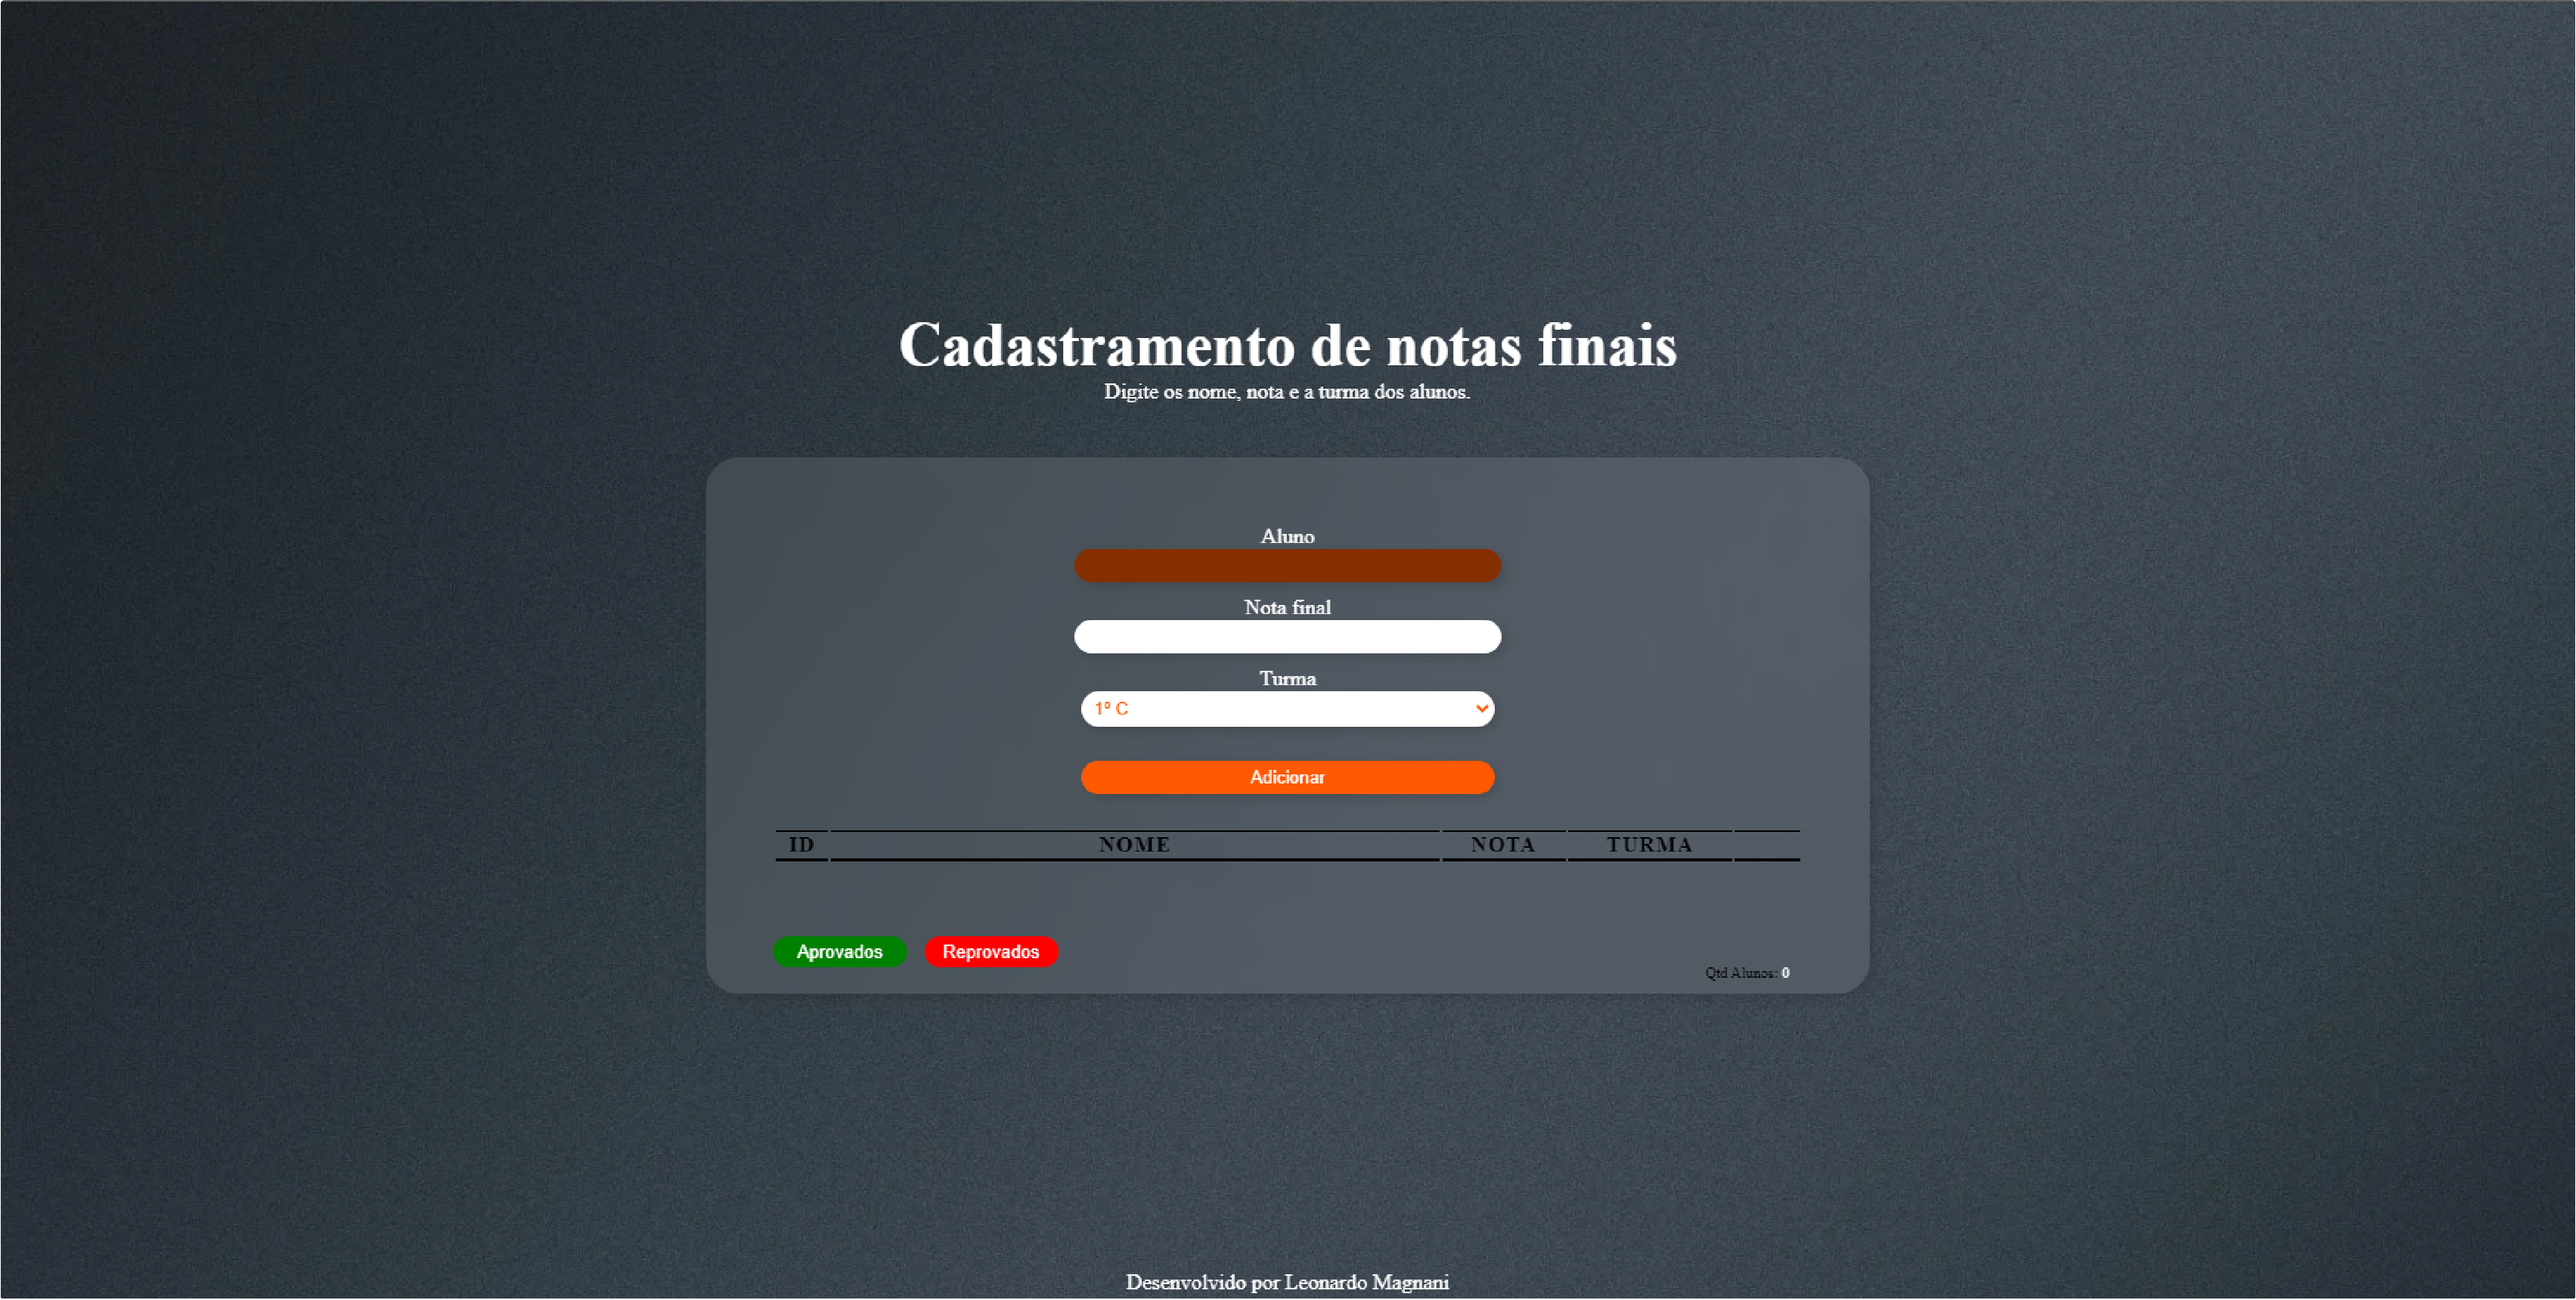 Cadastramento de notas finais
Digite os nome, nota e a turma dos alunos.
Aluno
Nota final
Turma
1º C
Adicionar
ID NOME NOTA TURMA
Aprovados Reprovados
Qtd Alunos: 0
Desenvolvido por Leonardo Magnani